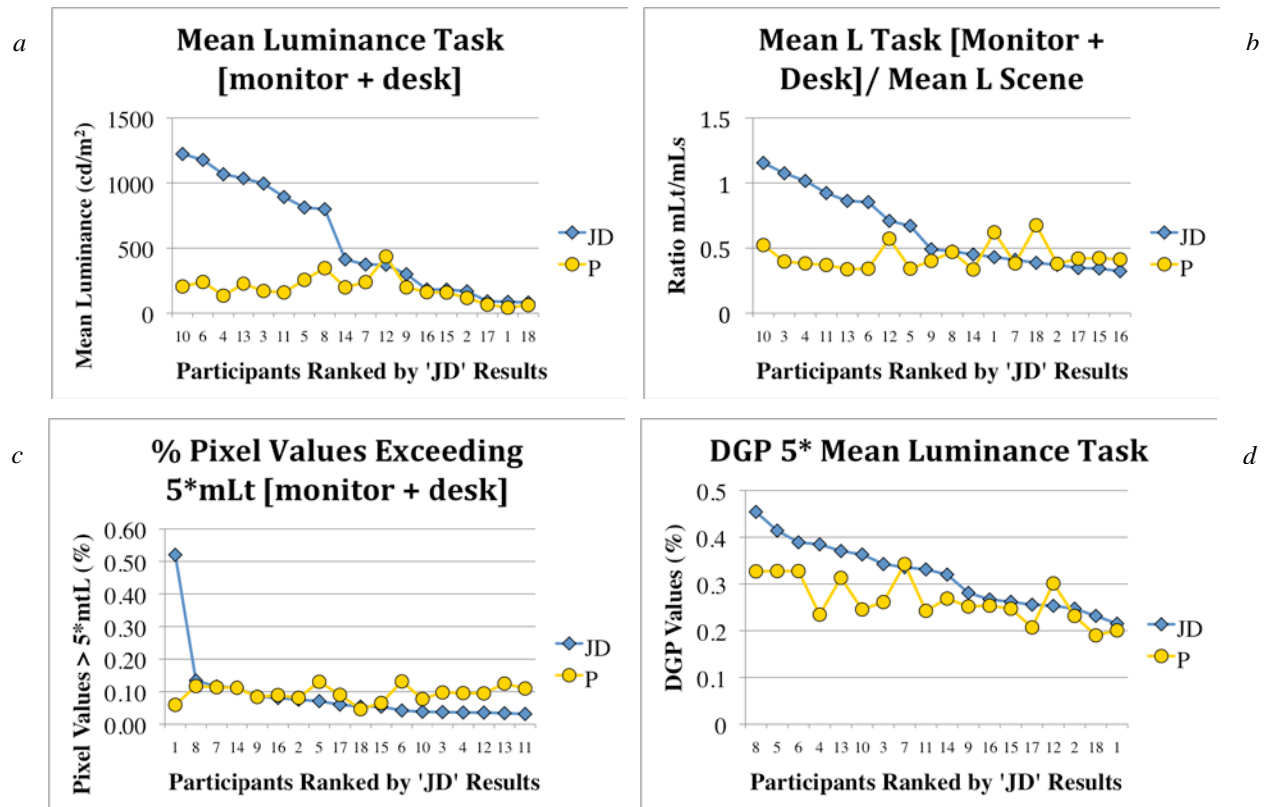 a
Mean Luminance Task
[monitor + desk]
Mean Luminance (cd/m²)
1500
1000
500
0
10 6 4 13 3 11 5 8 14 7 12 9 16 15 2 17 1 18
Participants Ranked by 'JD' Results
JD
P
b
Mean L Task [Monitor +
Desk]/ Mean L Scene
Ratio mLt/mLs
1.5
1
0.5
0
10 3 4 11 13 6 12 5 9 8 14 1 7 18 2 17 15 16
Participants Ranked by 'JD' Results
JD
P
c
% Pixel Values Exceeding
5*mLt [monitor + desk]
Pixel Values > 5*mtL (%)
0.60
0.50
0.40
0.30
0.20
0.10
0.00
1 8 7 14 9 16 2 5 17 18 15 6 10 3 4 12 13 11
Participants Ranked by 'JD' Results
JD
P
d
DGP 5* Mean Luminance Task
DGP Values (%)
0.5
0.4
0.3
0.2
0.1
0
8 5 6 4 13 10 3 7 11 14 9 16 15 17 12 2 18 1
Participants Ranked by 'JD' Results
JD
P